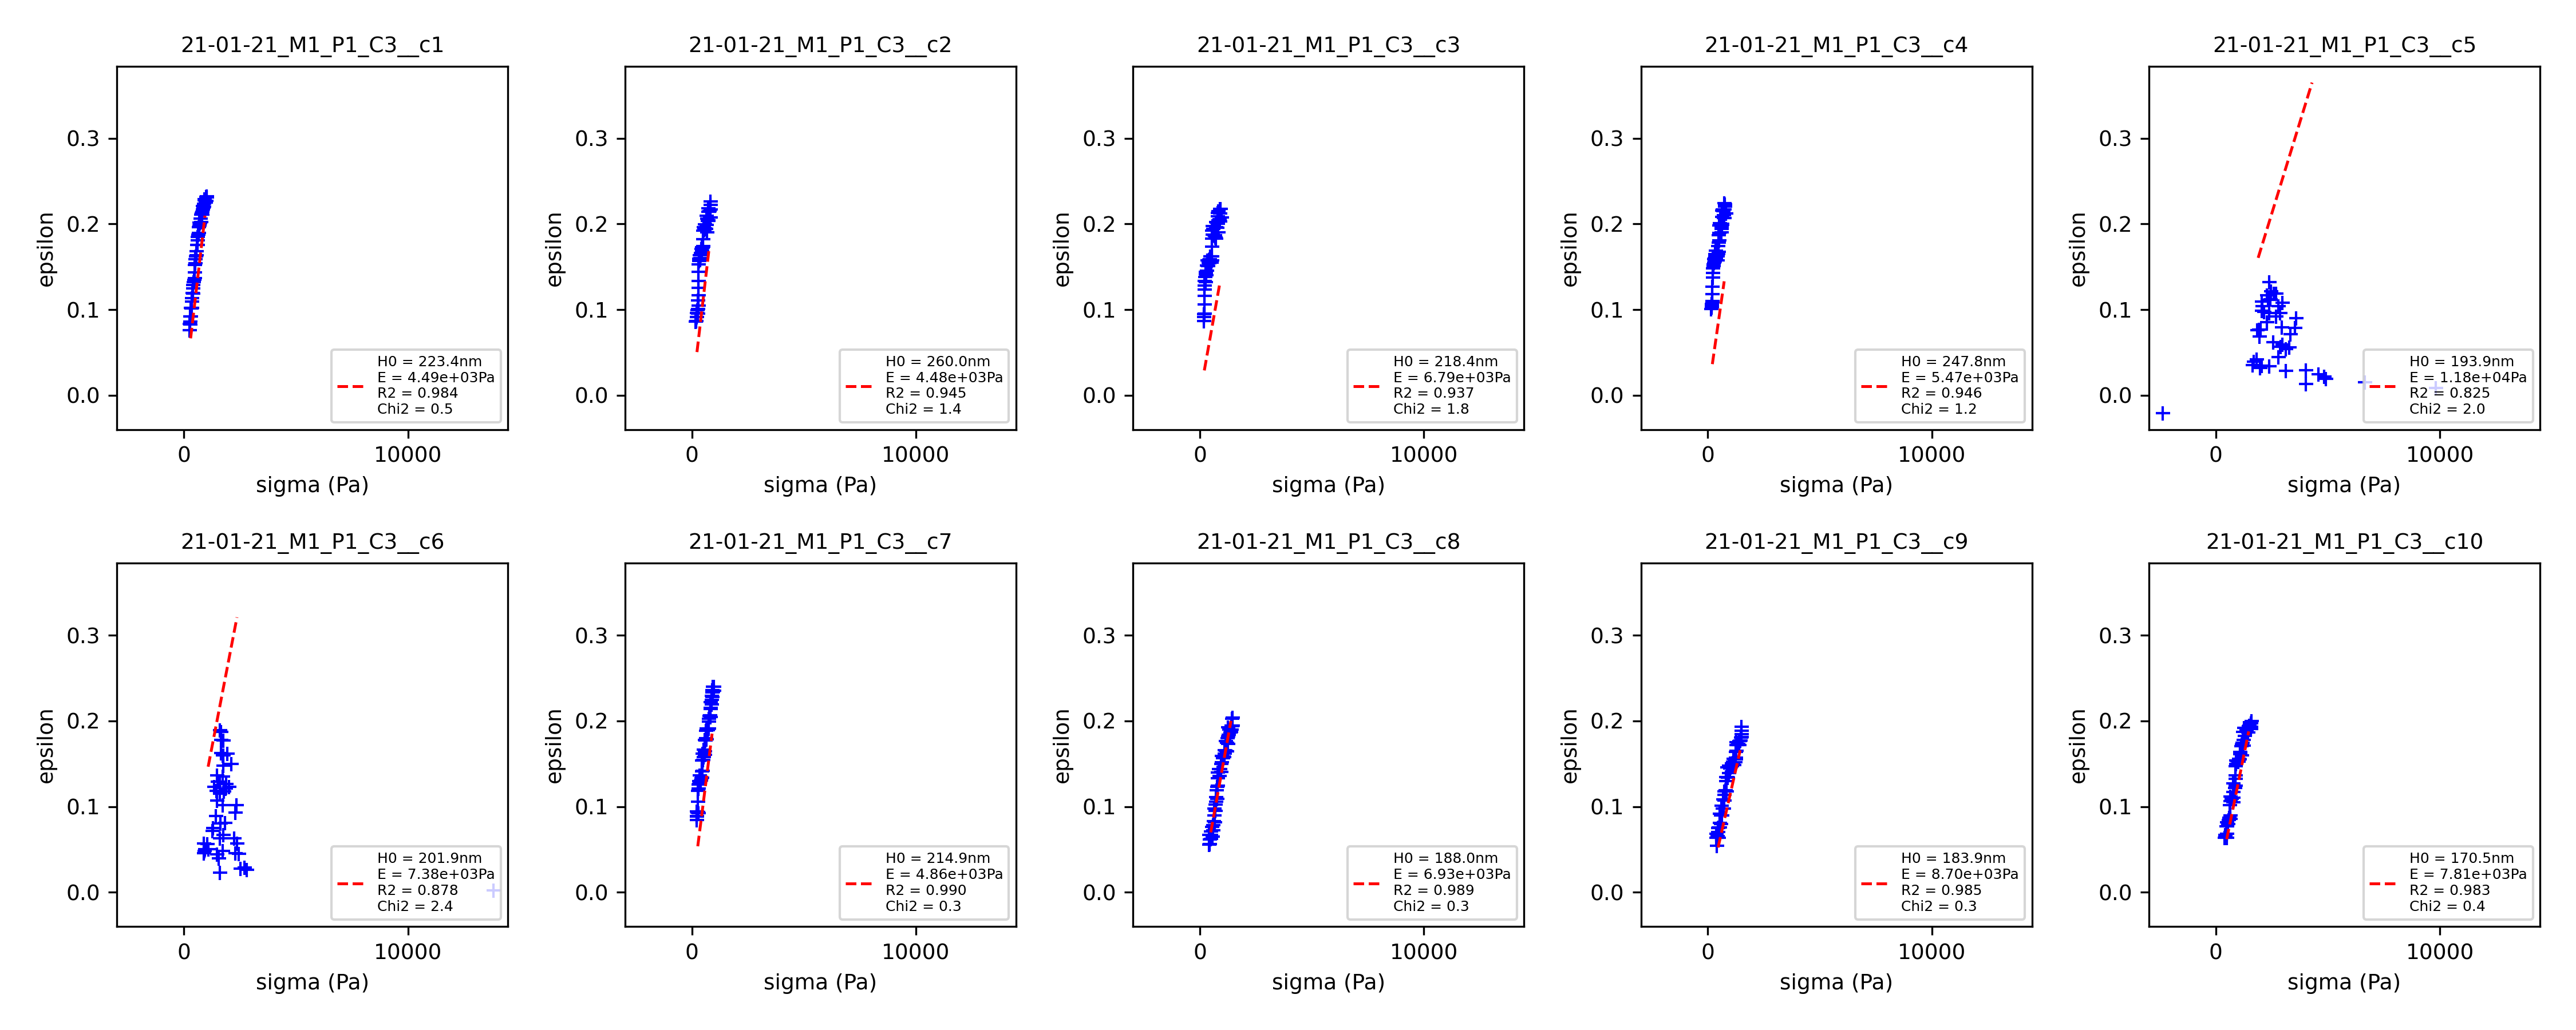 21-01-21_M1_P1_C3__c1
0.3
0.2
0.1
0.0
epsilon
H0 = 223.4nm
E = 4.49e+03Pa
R2 = 0.984
Chi2 = 0.5
0
10000
sigma (Pa)
21-01-21_M1_P1_C3__c2
0.3
0.2
0.1
0.0
epsilon
H0 = 260.0nm
E = 4.48e+03Pa
R2 = 0.945
Chi2 = 1.4
0
10000
sigma (Pa)
21-01-21_M1_P1_C3__c3
0.3
0.2
0.1
0.0
epsilon
H0 = 218.4nm
E = 6.79e+03Pa
R2 = 0.937
Chi2 = 1.8
0
10000
sigma (Pa)
21-01-21_M1_P1_C3__c4
0.3
0.2
0.1
0.0
epsilon
H0 = 247.8nm
E = 5.47e+03Pa
R2 = 0.946
Chi2 = 1.2
0
10000
sigma (Pa)
21-01-21_M1_P1_C3__c5
0.3
0.2
0.1
0.0
epsilon
H0 = 193.9nm
E = 1.18e+04Pa
R2 = 0.825
Chi2 = 2.0
0
10000
sigma (Pa)
21-01-21_M1_P1_C3__c6
0.3
0.2
0.1
0.0
epsilon
H0 = 201.9nm
E = 7.38e+03Pa
R2 = 0.878
Chi2 = 2.4
0
10000
sigma (Pa)
21-01-21_M1_P1_C3__c7
0.3
0.2
0.1
0.0
epsilon
H0 = 214.9nm
E = 4.86e+03Pa
R2 = 0.990
Chi2 = 0.3
0
10000
sigma (Pa)
21-01-21_M1_P1_C3__c8
0.3
0.2
0.1
0.0
epsilon
H0 = 188.0nm
E = 6.93e+03Pa
R2 = 0.989
Chi2 = 0.3
0
10000
sigma (Pa)
21-01-21_M1_P1_C3__c9
0.3
0.2
0.1
0.0
epsilon
H0 = 183.9nm
E = 8.70e+03Pa
R2 = 0.985
Chi2 = 0.3
0
10000
sigma (Pa)
21-01-21_M1_P1_C3__c10
0.3
0.2
0.1
0.0
epsilon
H0 = 170.5nm
E = 7.81e+03Pa
R2 = 0.983
Chi2 = 0.4
0
10000
sigma (Pa)